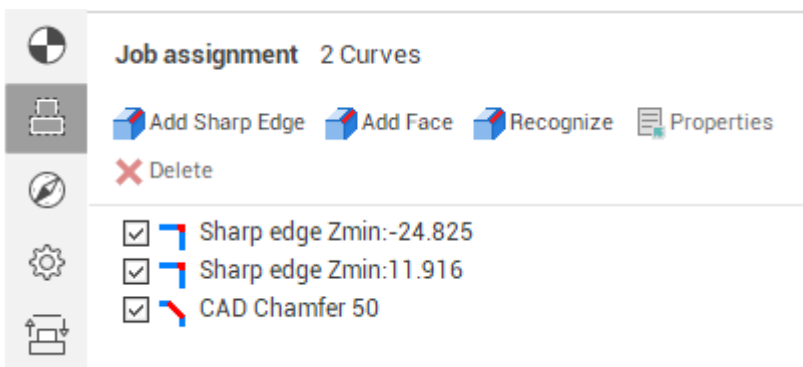 Job assignment 2 Curves
Add Sharp Edge Add Face Recognize Properties
Delete
Sharp edge Zmin:-24.825
Sharp edge Zmin:11.916
CAD Chamfer 50